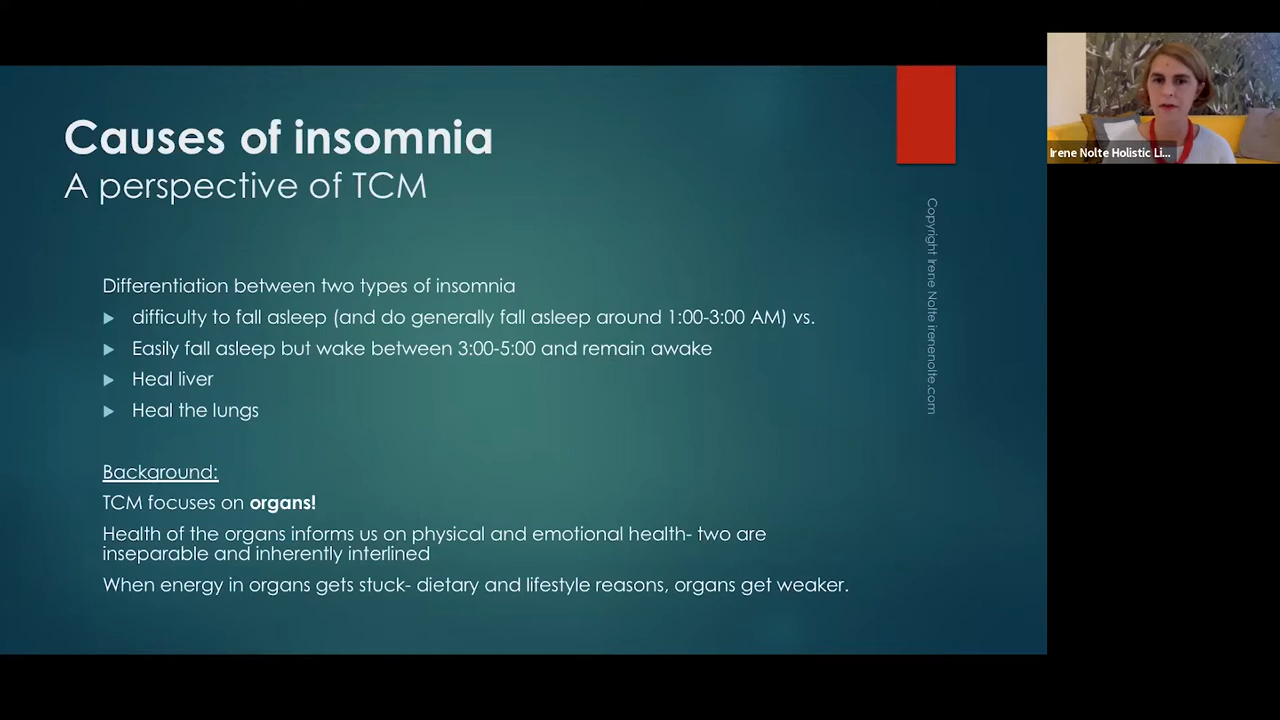 Causes of insomnia
A perspective of TCM
Differentiation between two types of insomnia
difficulty to fall asleep (and do generally fall asleep around 1:00-3:00 AM) vs.
Easily fall asleep but wake between 3:00-5:00 and remain awake
Heal liver
Heal the lungs
Background:
TCM focuses on organs!
Health of the organs informs us on physical and emotional health- two are
inseparable and inherently interlined
When energy in organs gets stuck- dietary and lifestyle reasons, organs get weaker.
Copyright Irene Nolte irenenolte.com
Irene Nolte Holistic Li...